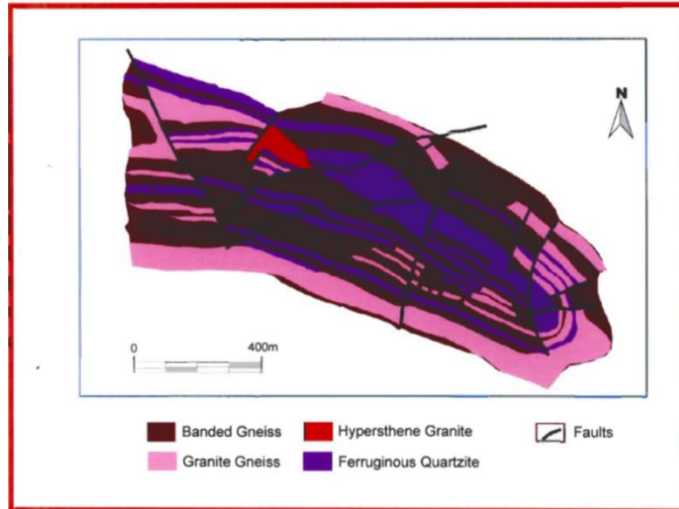 N
0 400m
Banded Gneiss Hypersthene Granite Faults
Granite Gneiss Ferruginous Quartzite